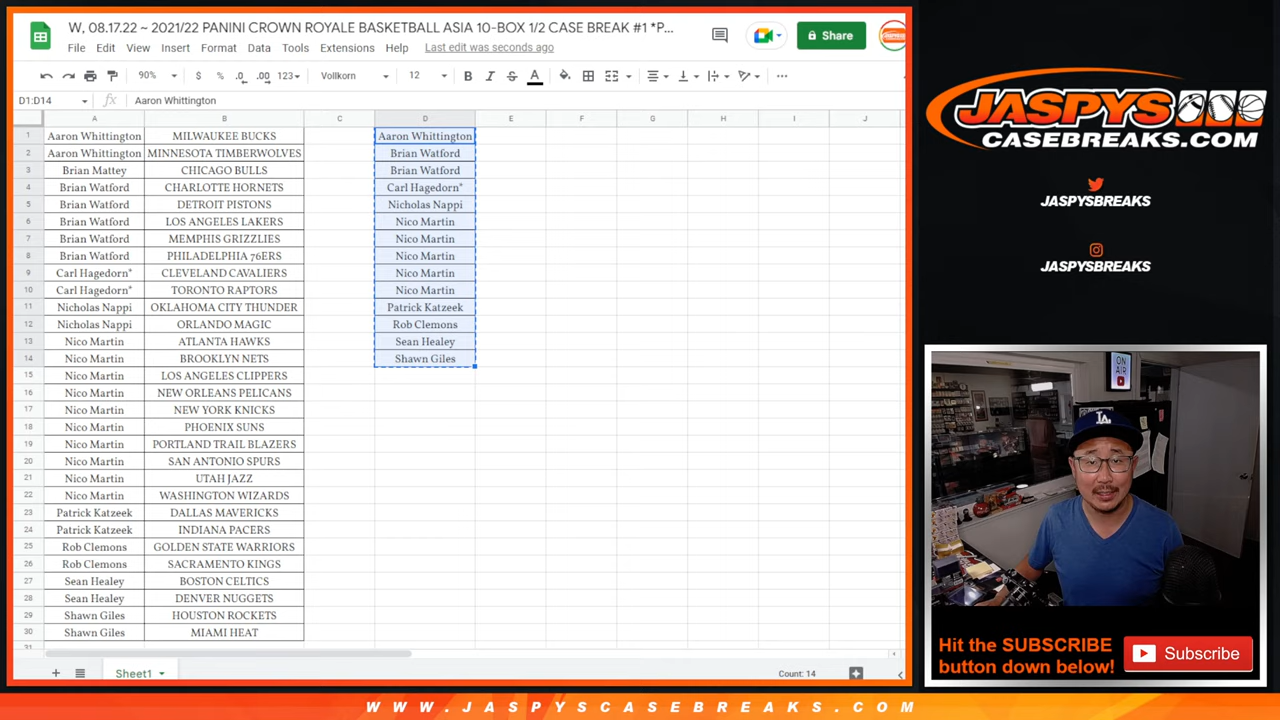 W, 08.17.22 ~ 2021/22 PANINI CROWN ROYALE BASKETBALL ASIA 10-BOX 1/2 CASE BREAK #1 *P...
File Edit View Insert Format Data Tools Extensions Help Last edit was seconds ago
Share
90% $ % .0 .00 123 Vollkorn 12 B I S A
D1:D14 fx Aaron Whittington
A B C D E F G H I J
1 Aaron Whittington MILWAUKEE BUCKS Aaron Whittington
2 Aaron Whittington MINNESOTA TIMBERWOLVES Brian Watford
3 Brian Mattey CHICAGO BULLS Brian Watford
4 Brian Watford CHARLOTTE HORNETS Carl Hagedorn*
5 Brian Watford DETROIT PISTONS Nicholas Nappi
6 Brian Watford LOS ANGELES LAKERS Nico Martin
7 Brian Watford MEMPHIS GRIZZLIES Nico Martin
8 Brian Watford PHILADELPHIA 76ERS Nico Martin
9 Carl Hagedorn* CLEVELAND CAVALIERS Nico Martin
10 Carl Hagedorn* TORONTO RAPTORS Nico Martin
11 Nicholas Nappi OKLAHOMA CITY THUNDER Patrick Katzeek
12 Nicholas Nappi ORLANDO MAGIC Rob Clemons
13 Nico Martin ATLANTA HAWKS Sean Healey
14 Nico Martin BROOKLYN NETS Shawn Giles
15 Nico Martin LOS ANGELES CLIPPERS
16 Nico Martin NEW ORLEANS PELICANS
17 Nico Martin NEW YORK KNICKS
18 Nico Martin PHOENIX SUNS
19 Nico Martin PORTLAND TRAIL BLAZERS
20 Nico Martin SAN ANTONIO SPURS
21 Nico Martin UTAH JAZZ
22 Nico Martin WASHINGTON WIZARDS
23 Patrick Katzeek DALLAS MAVERICKS
24 Patrick Katzeek INDIANA PACERS
25 Rob Clemons GOLDEN STATE WARRIORS
26 Rob Clemons SACRAMENTO KINGS
27 Sean Healey BOSTON CELTICS
28 Sean Healey DENVER NUGGETS
29 Shawn Giles HOUSTON ROCKETS
30 Shawn Giles MIAMI HEAT
31
Sheet1 Count: 14
JASPYS
CASEBREAKS.COM
JASPYSBREAKS
JASPYSBREAKS
ON
AIR
LA
Hit the SUBSCRIBE
button down below!
Subscribe
WWW.JASPYSCASEBREAKS.COM